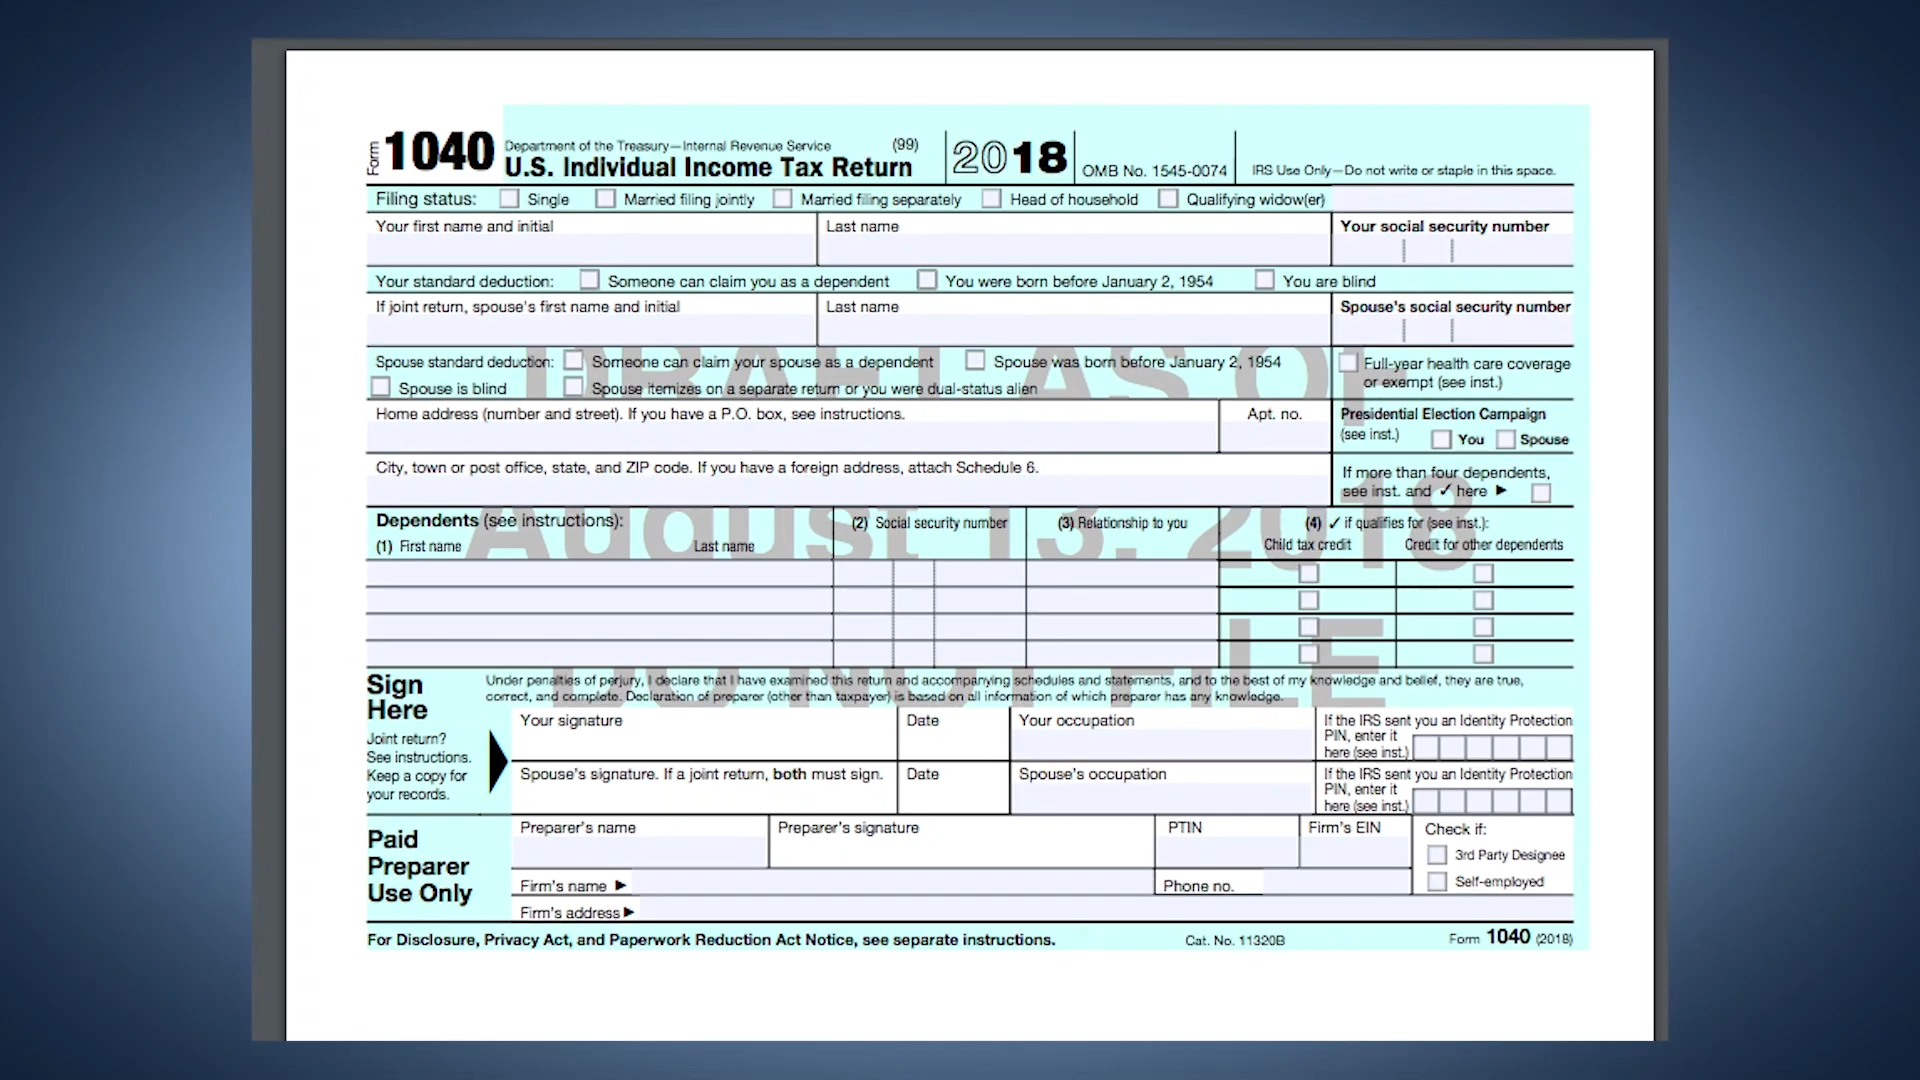 Form 1040 Department of the Treasury—Internal Revenue Service (99)
U.S. Individual Income Tax Return 2018 OMB No. 1545-0074 IRS Use Only—Do not write or staple in this space.
Filing status: Single Married filing jointly Married filing separately Head of household Qualifying widow(er)
Your first name and initial Last name Your social security number
Your standard deduction: Someone can claim you as a dependent You were born before January 2, 1954 You are blind
If joint return, spouse's first name and initial Last name Spouse's social security number
Spouse standard deduction: Someone can claim your spouse as a dependent Spouse was born before January 2, 1954 Full-year health care coverage
Spouse is blind Spouse itemizes on a separate return or you were dual-status alien or exempt (see inst.)
DRAFT AS OF
Home address (number and street). If you have a P.O. box, see instructions. Apt. no. Presidential Election Campaign
(see inst.) You Spouse
City, town or post office, state, and ZIP code. If you have a foreign address, attach Schedule 6. If more than four dependents,
see inst. and ✓ here ►
August 13, 2018
Dependents (see instructions): (2) Social security number (3) Relationship to you (4) ✓ if qualifies for (see inst.):
(1) First name Last name Child tax credit Credit for other dependents
DO NOT FILE
Sign
Here
Under penalties of perjury, I declare that I have examined this return and accompanying schedules and statements, and to the best of my knowledge and belief, they are true,
correct, and complete. Declaration of preparer (other than taxpayer) is based on all information of which preparer has any knowledge.
Joint return?
See instructions.
Keep a copy for
your records.
Your signature Date Your occupation If the IRS sent you an Identity Protection
PIN, enter it
here (see inst.)
Spouse's signature. If a joint return, both must sign. Date Spouse's occupation If the IRS sent you an Identity Protection
PIN, enter it
here (see inst.)
Paid
Preparer
Use Only
Preparer's name Preparer's signature PTIN Firm's EIN Check if:
3rd Party Designee
Firm's name ► Phone no. Self-employed
Firm's address ►
For Disclosure, Privacy Act, and Paperwork Reduction Act Notice, see separate instructions. Cat. No. 11320B Form 1040 (2018)